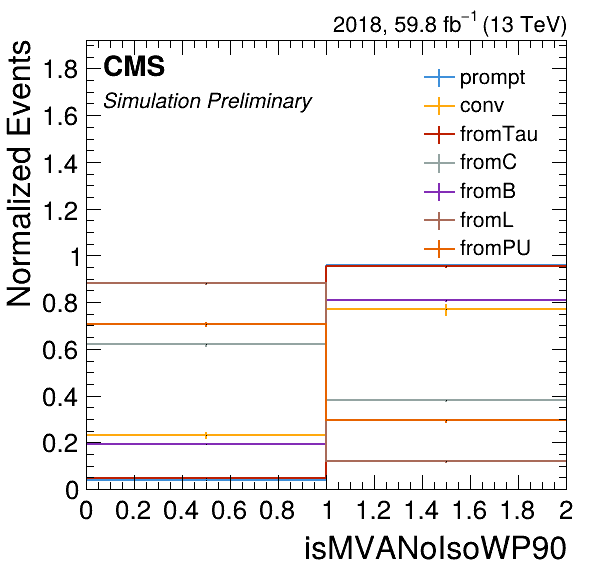 2018, 59.8 fb⁻¹ (13 TeV)
CMS
Simulation Preliminary
prompt
conv
fromTau
fromC
fromB
fromL
fromPU
Normalized Events
1.8
1.6
1.4
1.2
1
0.8
0.6
0.4
0.2
0
0 0.2 0.4 0.6 0.8 1 1.2 1.4 1.6 1.8 2
isMVANoIsoWP90